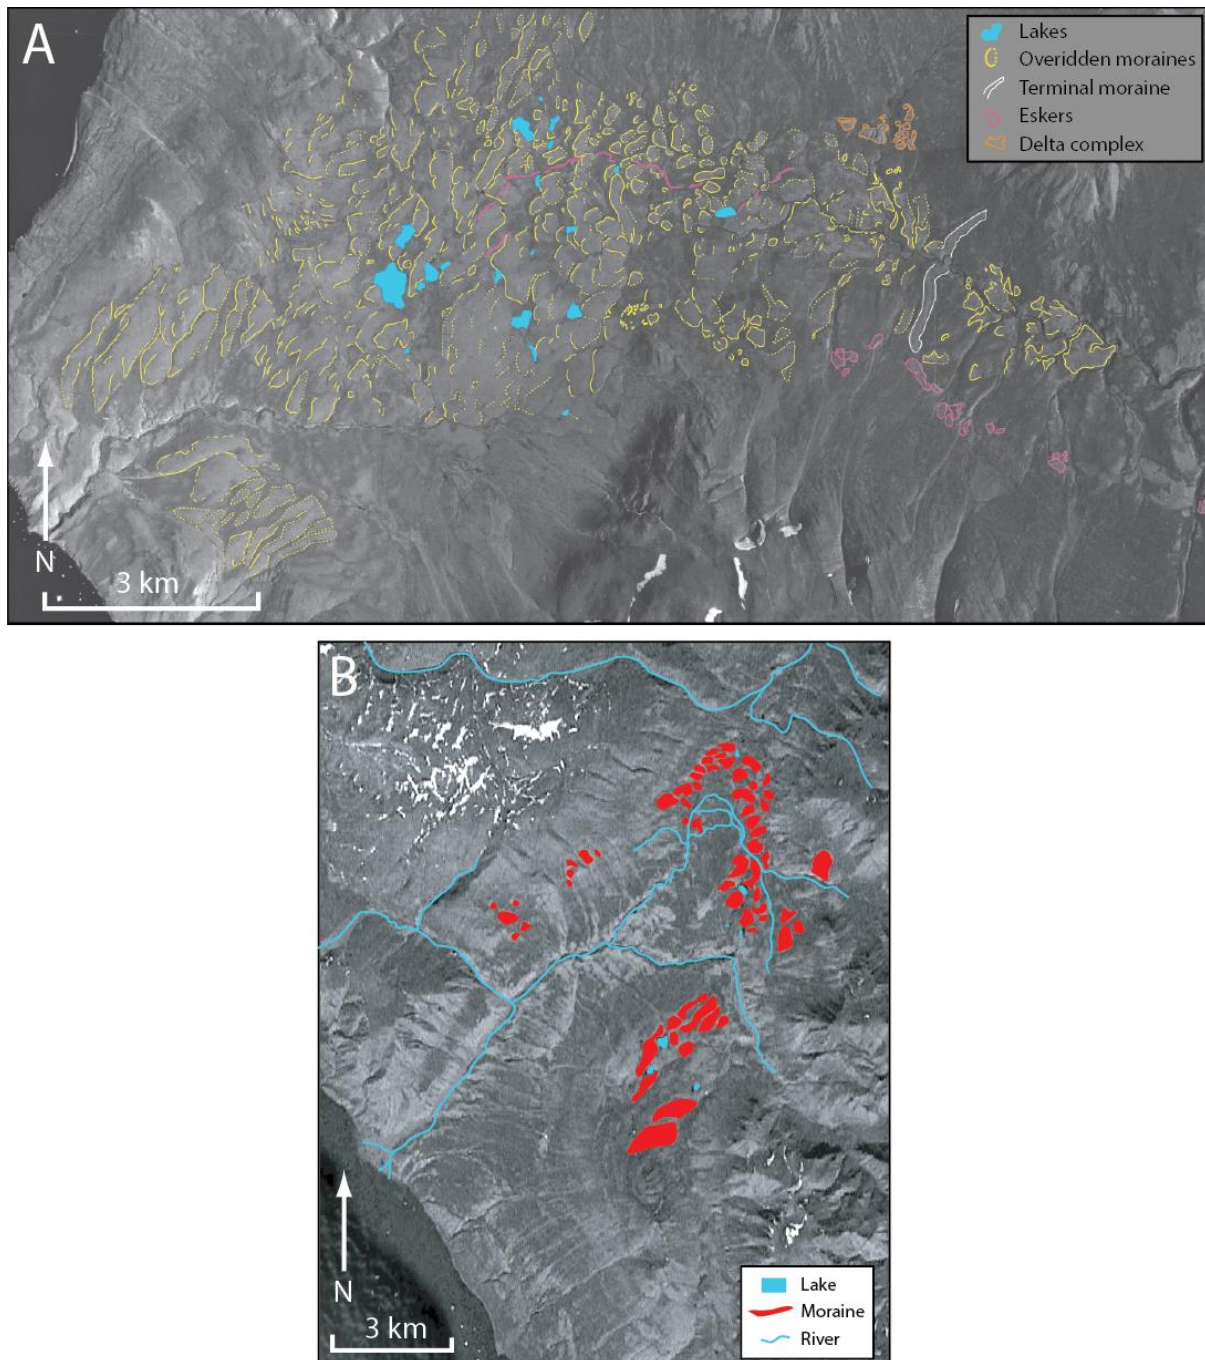 A
Lakes
Overidden moraines
Terminal moraine
Eskers
Delta complex
N
3 km
B
N
3 km
Lake
Moraine
River